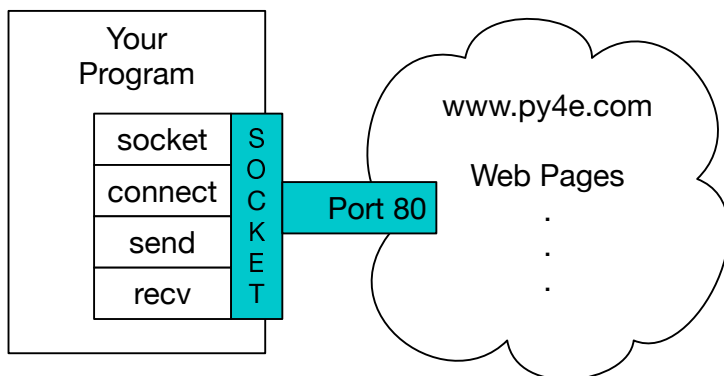 Your
Program
socket
connect
send
recv
S
O
C
K
E
T
Port 80
www.py4e.com
Web Pages
.
.
.